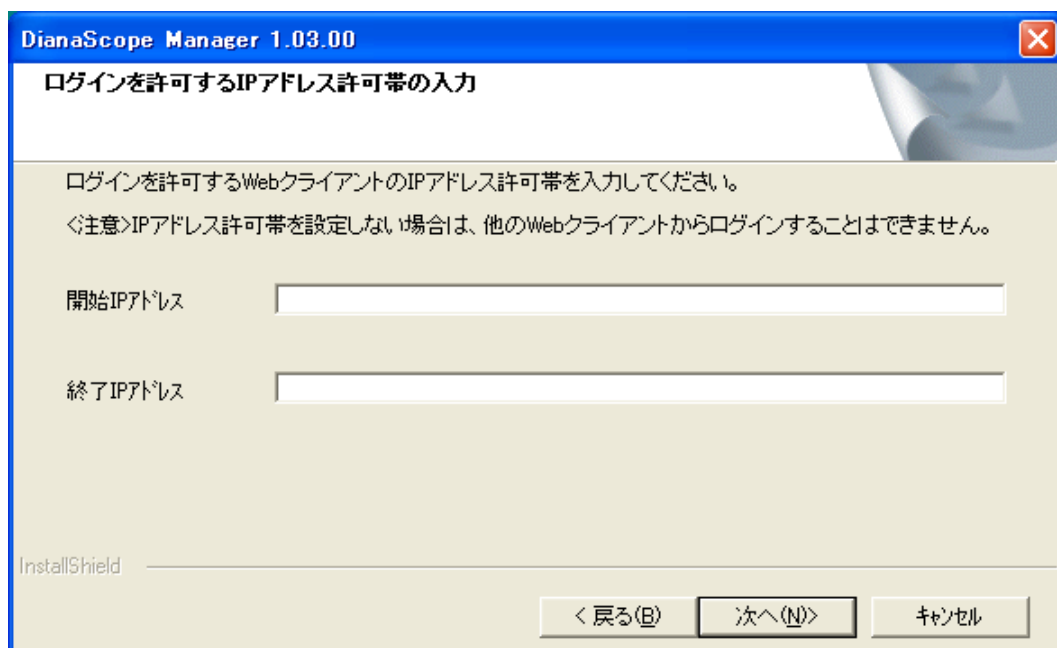 DianaScope Manager 1.03.00
ログインを許可するIPアドレス許可帯の入力
ログインを許可するWebクライアントのIPアドレス許可帯を入力してください。
<注意>IPアドレス許可帯を設定しない場合は、他のWebクライアントからログインすることはできません。
開始IPアドレス
終了IPアドレス
InstallShield
< 戻る(B)
次へ(N)>
キャンセル